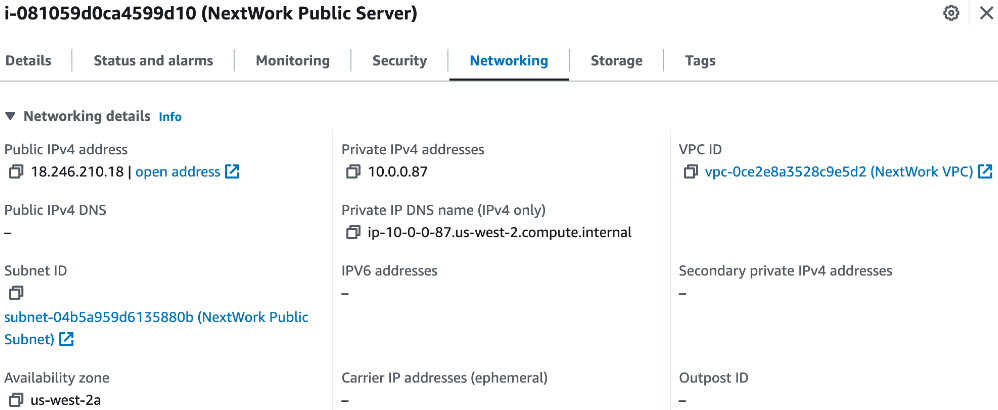 i-081059d0ca4599d10 (NextWork Public Server)
Details Status and alarms Monitoring Security Networking Storage Tags
Networking details Info
Public IPv4 address
18.246.210.18 | open address
Private IPv4 addresses
10.0.0.87
VPC ID
vpc-0ce2e8a3528c9e5d2 (NextWork VPC)
Public IPv4 DNS
–
Private IP DNS name (IPv4 only)
ip-10-0-0-87.us-west-2.compute.internal
Subnet ID
subnet-04b5a959d6135880b (NextWork Public
Subnet)
IPV6 addresses
–
Secondary private IPv4 addresses
–
Availability zone
us-west-2a
Carrier IP addresses (ephemeral)
–
Outpost ID
–